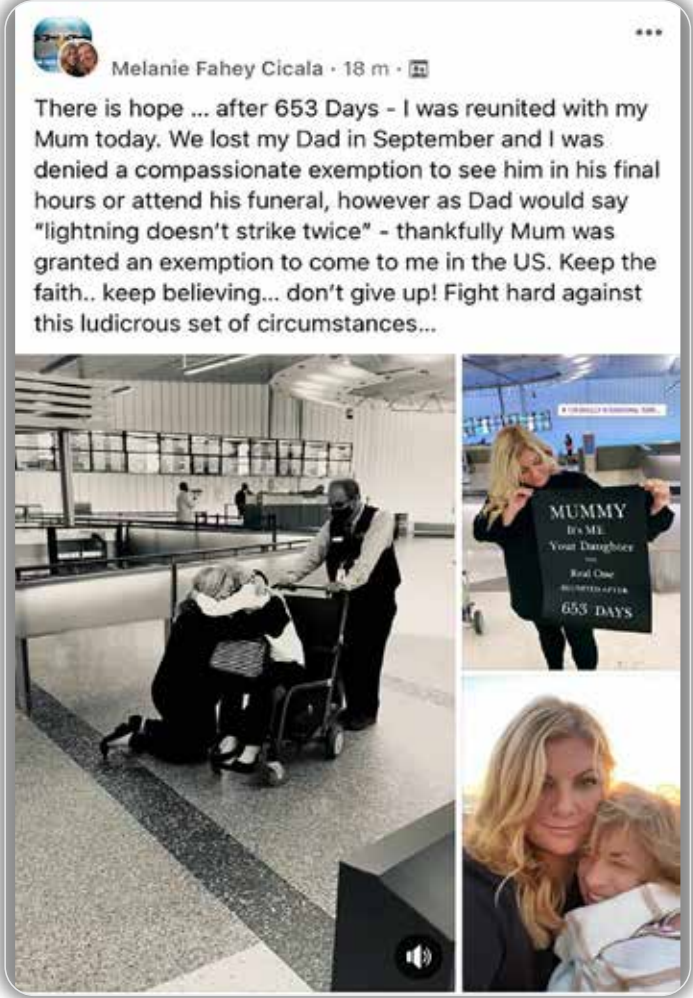 Melanie Fahey Cicala · 18 m ·
There is hope ... after 653 Days - I was reunited with my
Mum today. We lost my Dad in September and I was
denied a compassionate exemption to see him in his final
hours or attend his funeral, however as Dad would say
"lightning doesn't strike twice" - thankfully Mum was
granted an exemption to come to me in the US. Keep the
faith.. keep believing... don't give up! Fight hard against
this ludicrous set of circumstances...
MUMMY
It's ME
Your Daughter
Real One
REUNITED AFTER
653 DAYS